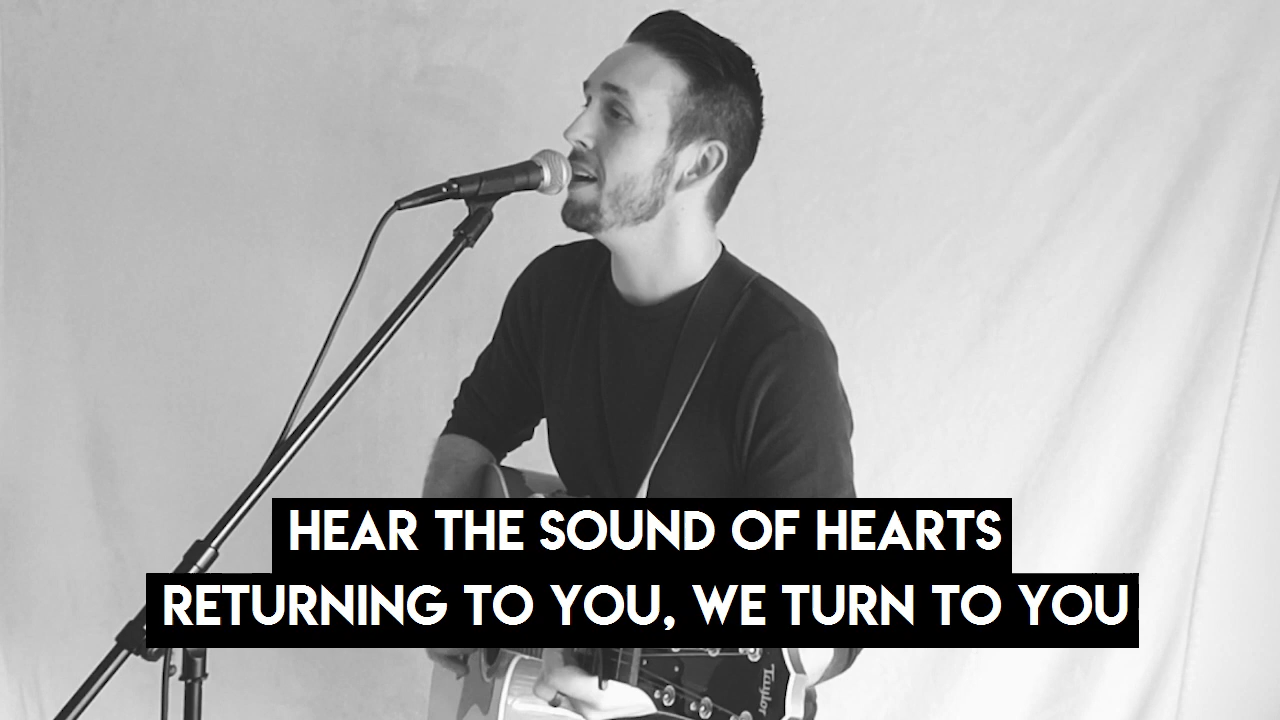 HEAR THE SOUND OF HEARTS
RETURNING TO YOU, WE TURN TO YOU
Taylor